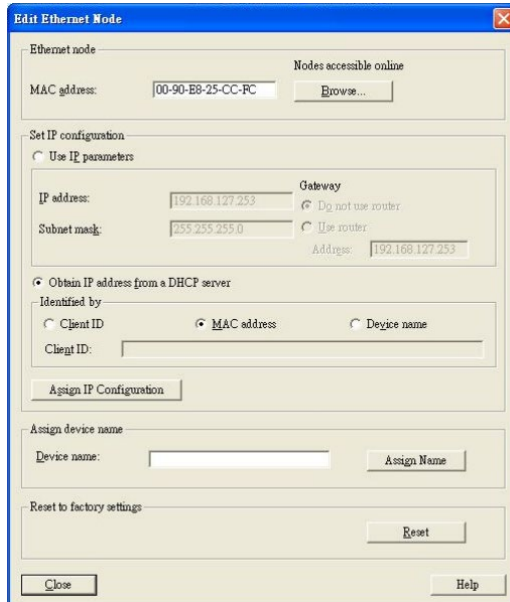 Edit Ethernet Node
Ethernet node
Nodes accessible online
MAC address: 00-90-E8-25-CC-FC Browse...
Set IP configuration
Use IP parameters
Gateway
IP address: 192.168.127.253 Do not use router
Subnet mask: 255.255.255.0 Use router
Address: 192.168.127.253
Obtain IP address from a DHCP server
Identified by
Client ID MAC address Device name
Client ID:
Assign IP Configuration
Assign device name
Device name: Assign Name
Reset to factory settings
Reset
Close Help